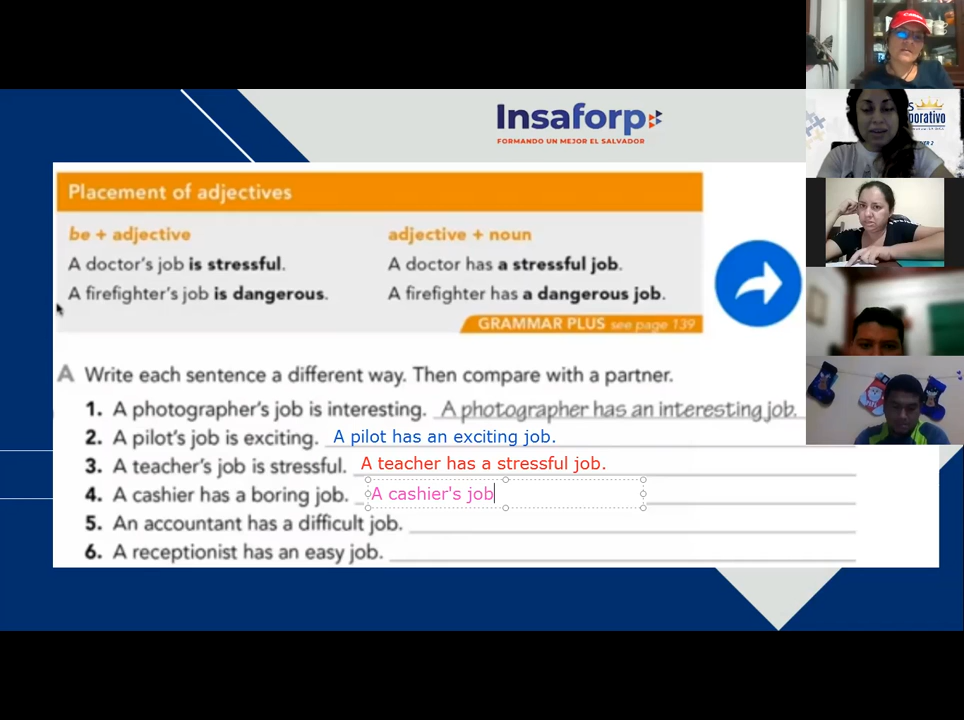 Insaforp
FORMANDO UN MEJOR EL SALVADOR
Placement of adjectives
be + adjective
adjective + noun
A doctor's job is stressful.
A doctor has a stressful job.
A firefighter's job is dangerous.
A firefighter has a dangerous job.
GRAMMAR PLUS see page 139
A Write each sentence a different way. Then compare with a partner.
1. A photographer's job is interesting. A photographer has an interesting job.
2. A pilot's job is exciting. A pilot has an exciting job.
3. A teacher's job is stressful. A teacher has a stressful job.
4. A cashier has a boring job. A cashier's job
5. An accountant has a difficult job.
6. A receptionist has an easy job.